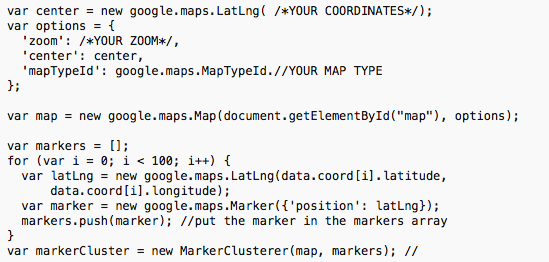 var center = new google.maps.LatLng( /*YOUR COORDINATES*/);
var options = {
'zoom': /*YOUR ZOOM*/,
'center': center,
'mapTypeId': google.maps.MapTypeId.//YOUR MAP TYPE
};
var map = new google.maps.Map(document.getElementById("map"), options);
var markers = [];
for (var i = 0; i < 100; i++) {
var latLng = new google.maps.LatLng(data.coord[i].latitude,
data.coord[i].longitude);
var marker = new google.maps.Marker({'position': latLng});
markers.push(marker); //put the marker in the markers array
}
var markerCluster = new MarkerClusterer(map, markers); //